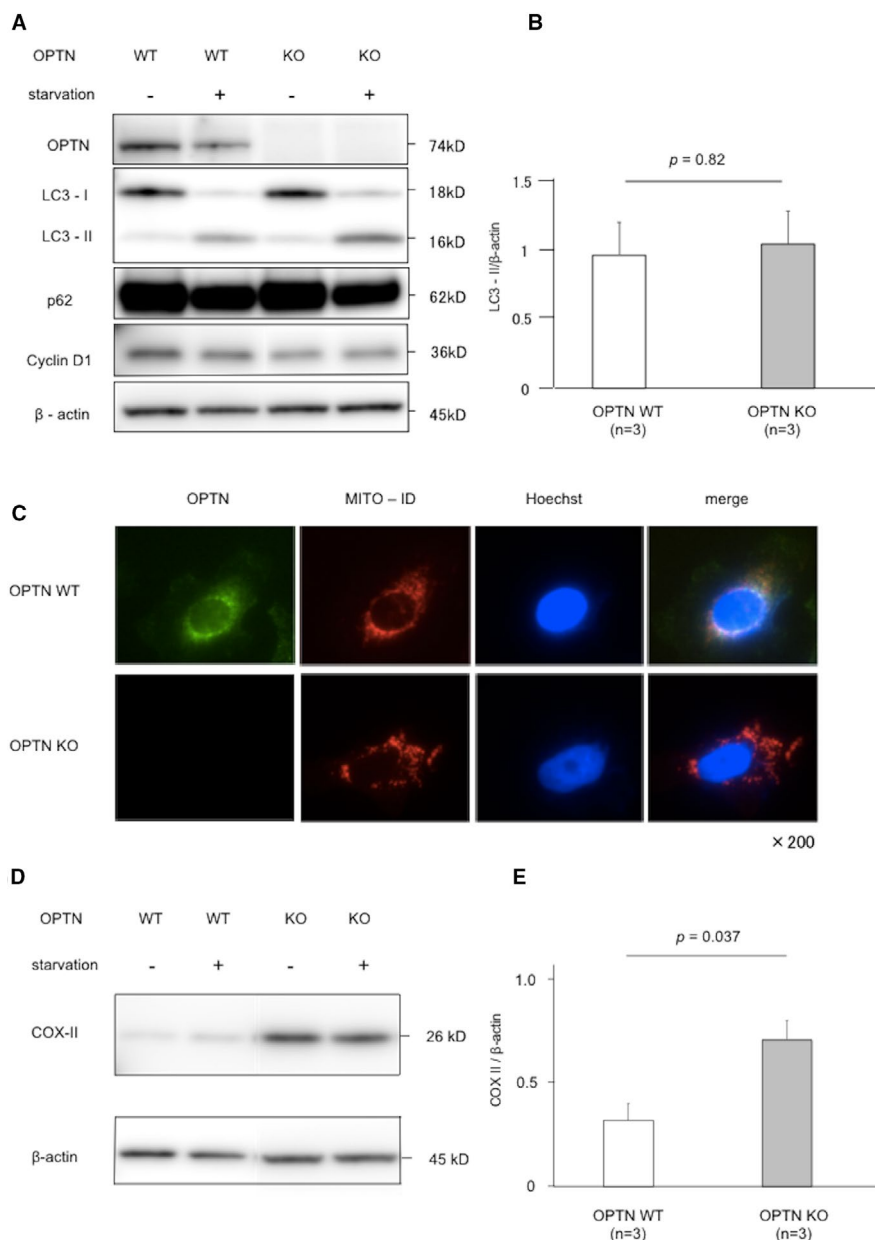 A
OPTN WT WT KO KO
starvation - + - +
OPTN 74kD
LC3 - I 18kD
LC3 - II 16kD
p62 62kD
Cyclin D1 36kD
β - actin 45kD
B
p = 0.82
1.5
1
0.5
0
LC3 - II/β-actin
OPTN WT OPTN KO
(n=3) (n=3)
C
OPTN MITO – ID Hoechst merge
OPTN WT
OPTN KO
× 200
D
OPTN WT WT KO KO
starvation - + - +
COX-II 26 kD
β-actin 45 kD
E
p = 0.037
1.0
0.5
0
COX II / β-actin
OPTN WT OPTN KO
(n=3) (n=3)